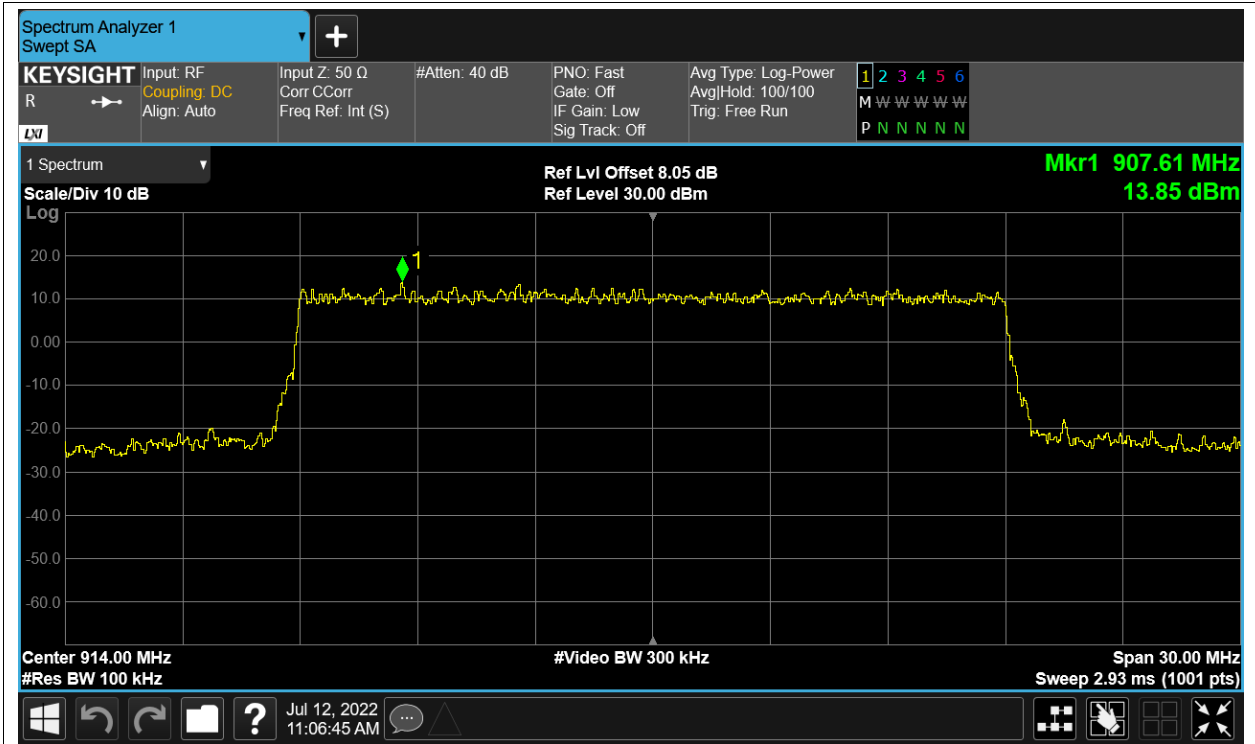 Spectrum Analyzer 1
Swept SA
KEYSIGHT
R
LXI
Input: RF
Coupling: DC
Align: Auto
Input Z: 50 Ω
Corr CCorr
Freq Ref: Int (S)
#Atten: 40 dB
PNO: Fast
Gate: Off
IF Gain: Low
Sig Track: Off
Avg Type: Log-Power
Avg|Hold: 100/100
Trig: Free Run
1 2 3 4 5 6
M W W W W W
P N N N N N
1 Spectrum
Scale/Div 10 dB
Log
Ref Lvl Offset 8.05 dB
Ref Level 30.00 dBm
Mkr1 907.61 MHz
13.85 dBm
1
20.0
10.0
0.00
-10.0
-20.0
-30.0
-40.0
-50.0
-60.0
Center 914.00 MHz
#Video BW 300 kHz
Span 30.00 MHz
#Res BW 100 kHz
Sweep 2.93 ms (1001 pts)
?
Jul 12, 2022
11:06:45 AM